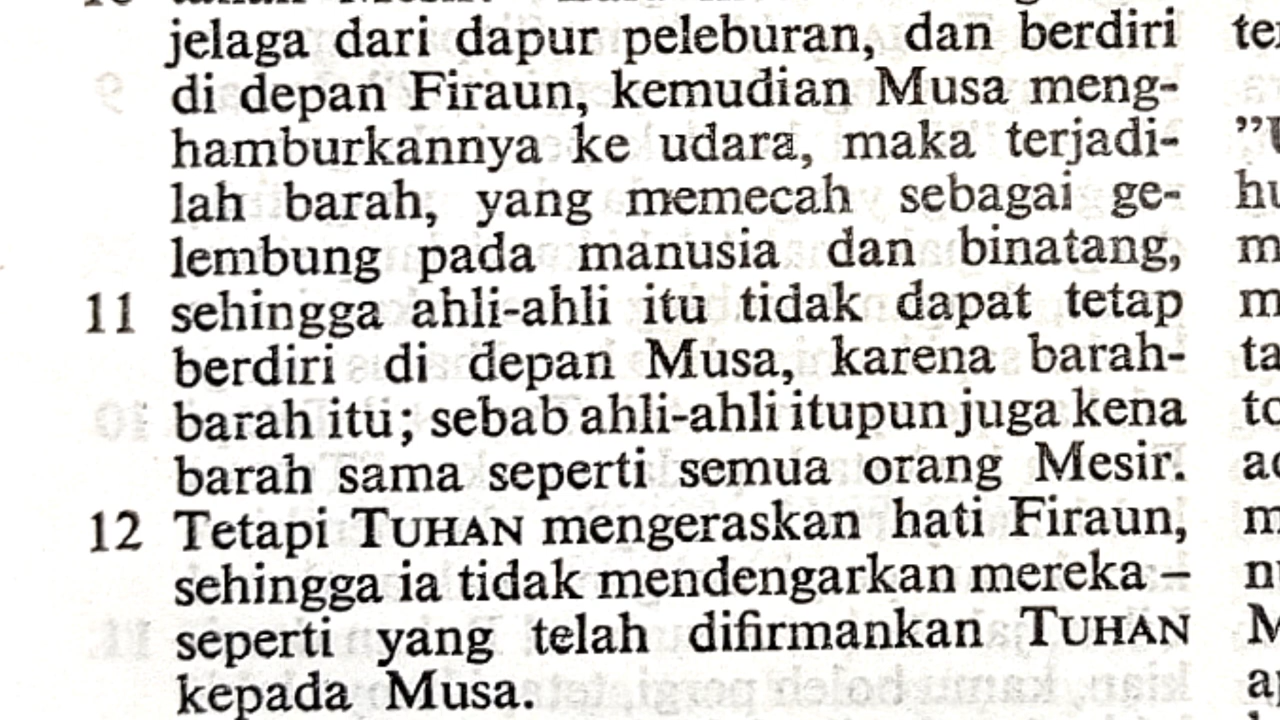 jelaga dari dapur peleburan, dan berdiri
di depan Firaun, kemudian Musa meng-
hamburkannya ke udara, maka terjadi-
lah barah, yang memecah sebagai ge-
lembung pada manusia dan binatang,
11 sehingga ahli-ahli itu tidak dapat tetap
berdiri di depan Musa, karena barah-
barah itu; sebab ahli-ahli itupun juga kena
barah sama seperti semua orang Mesir.
12 Tetapi TUHAN mengeraskan hati Firaun,
sehingga ia tidak mendengarkan mereka –
seperti yang telah difirmankan TUHAN
kepada Musa.